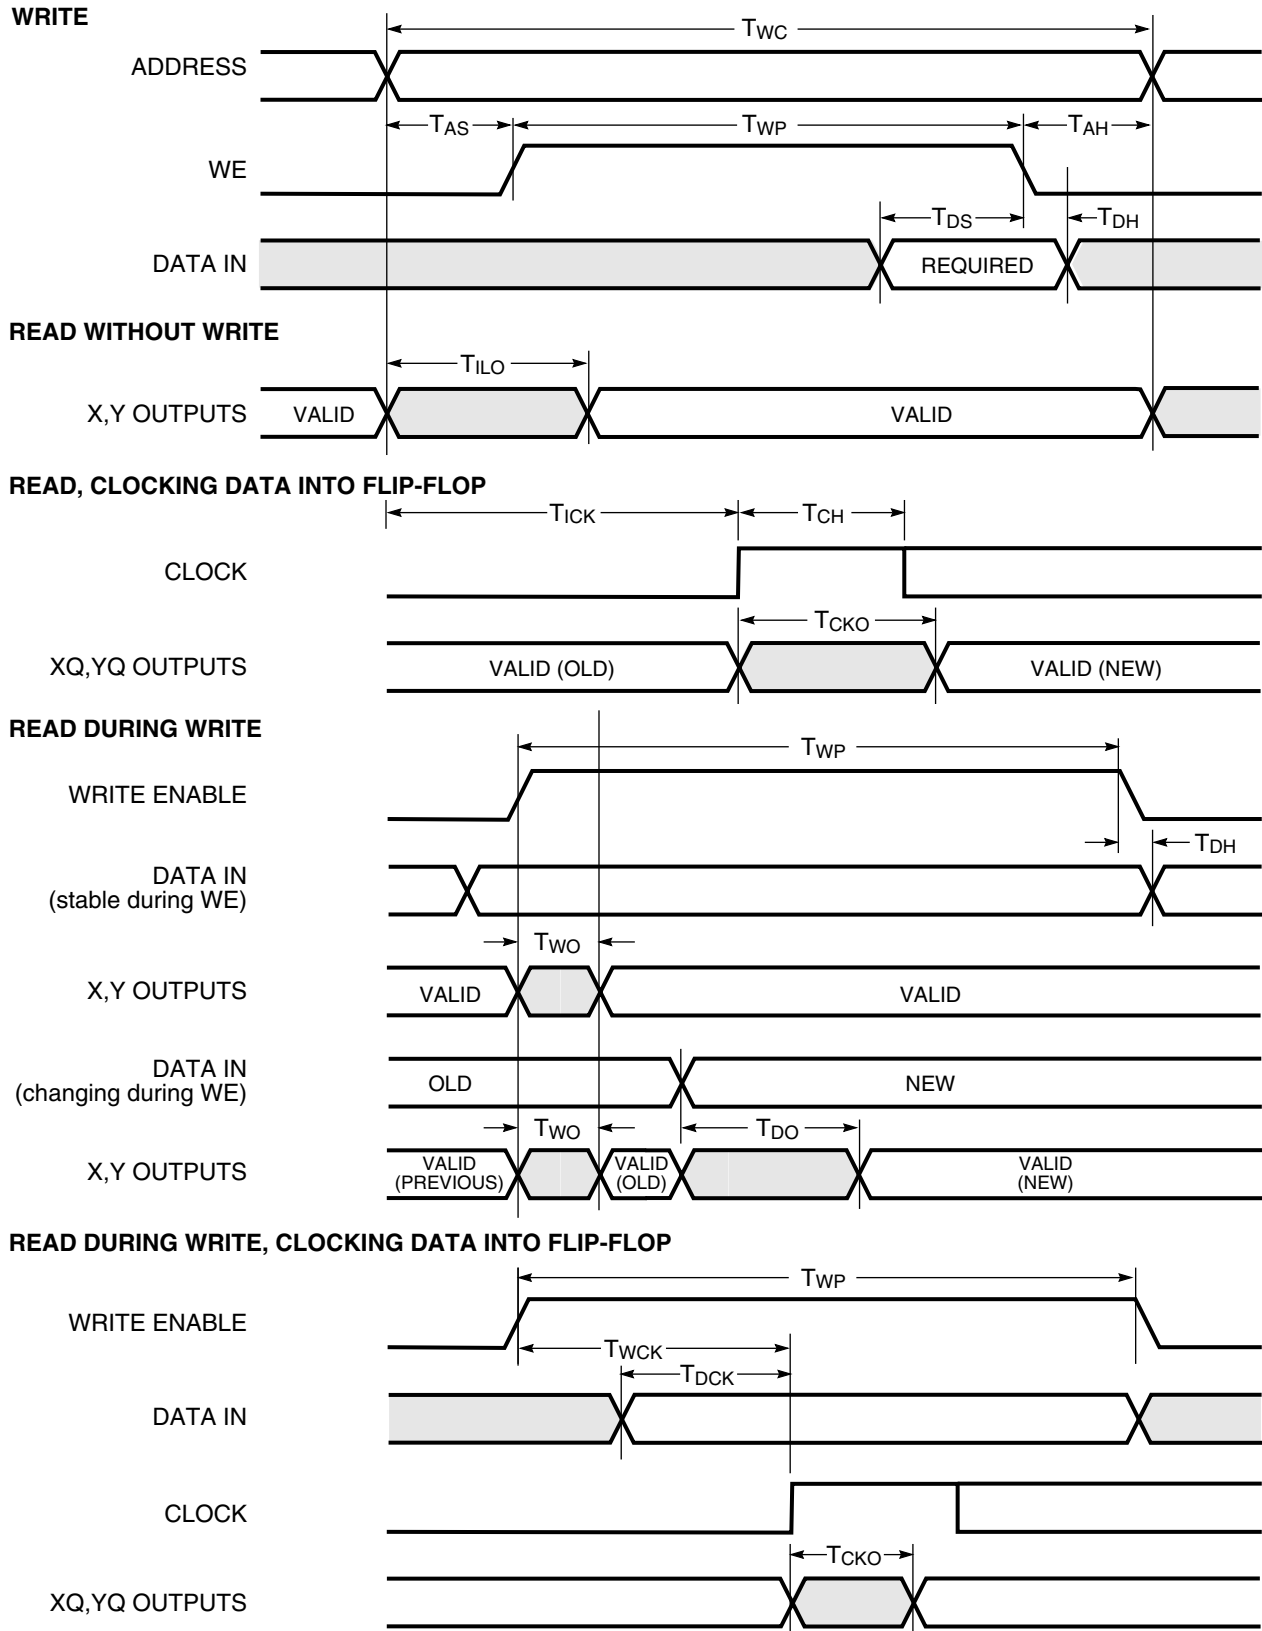 WRITE
TWC
ADDRESS
TAS TWP TAH
WE
TDS TDH
DATA IN REQUIRED
READ WITHOUT WRITE
TILO
X,Y OUTPUTS VALID VALID
READ, CLOCKING DATA INTO FLIP-FLOP
TICK TCH
CLOCK
TCKO
XQ,YQ OUTPUTS VALID (OLD) VALID (NEW)
READ DURING WRITE
TWP
WRITE ENABLE
TDH
DATA IN
(stable during WE)
TWO
X,Y OUTPUTS VALID VALID
DATA IN
(changing during WE) OLD NEW
TWO TDO
X,Y OUTPUTS VALID (PREVIOUS) VALID (OLD) VALID (NEW)
READ DURING WRITE, CLOCKING DATA INTO FLIP-FLOP
TWP
WRITE ENABLE
TWCK
TDCK
DATA IN
CLOCK
TCKO
XQ,YQ OUTPUTS